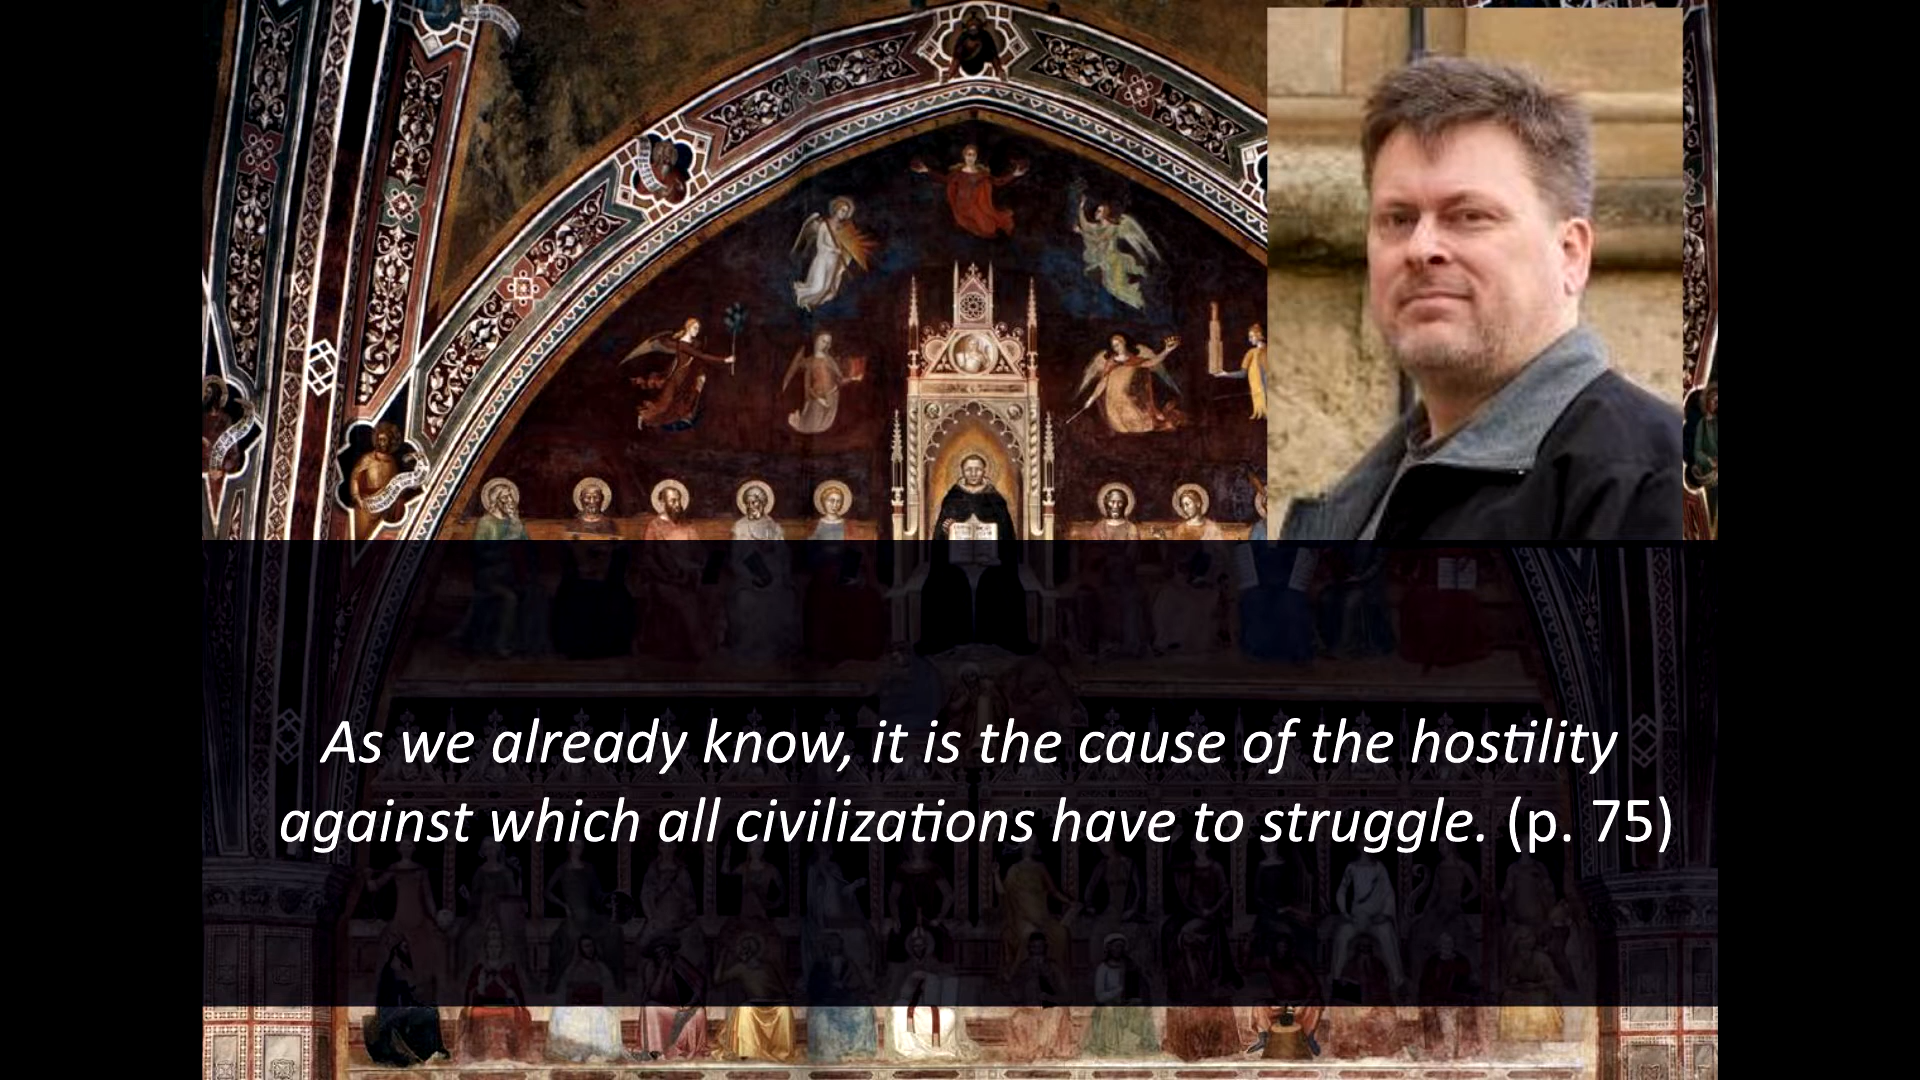 As we already know, it is the cause of the hostility
against which all civilizations have to struggle. (p. 75)